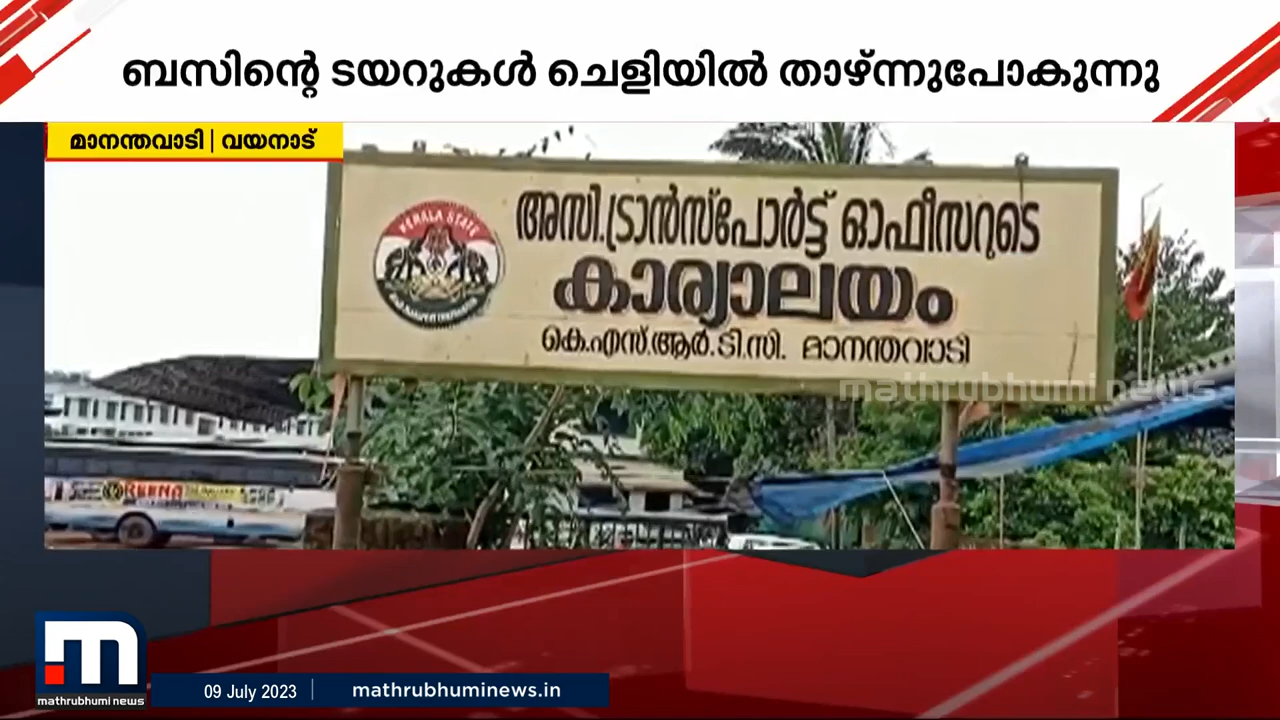 ബസിന്റെ ടയറുകൾ ചെളിയിൽ താഴ്ന്നുപോകുന്നു
മാനന്തവാടി | വയനാട്
KERALA STATE
അസി.ട്രാൻസ്പോർട്ട് ഓഫീസറുടെ
കാര്യാലയം
കെ.എസ്.ആർ.ടി.സി. മാനന്തവാടി
mathrubhumi news
REENA
mathrubhumi news
09 July 2023
mathrubhuminews.in